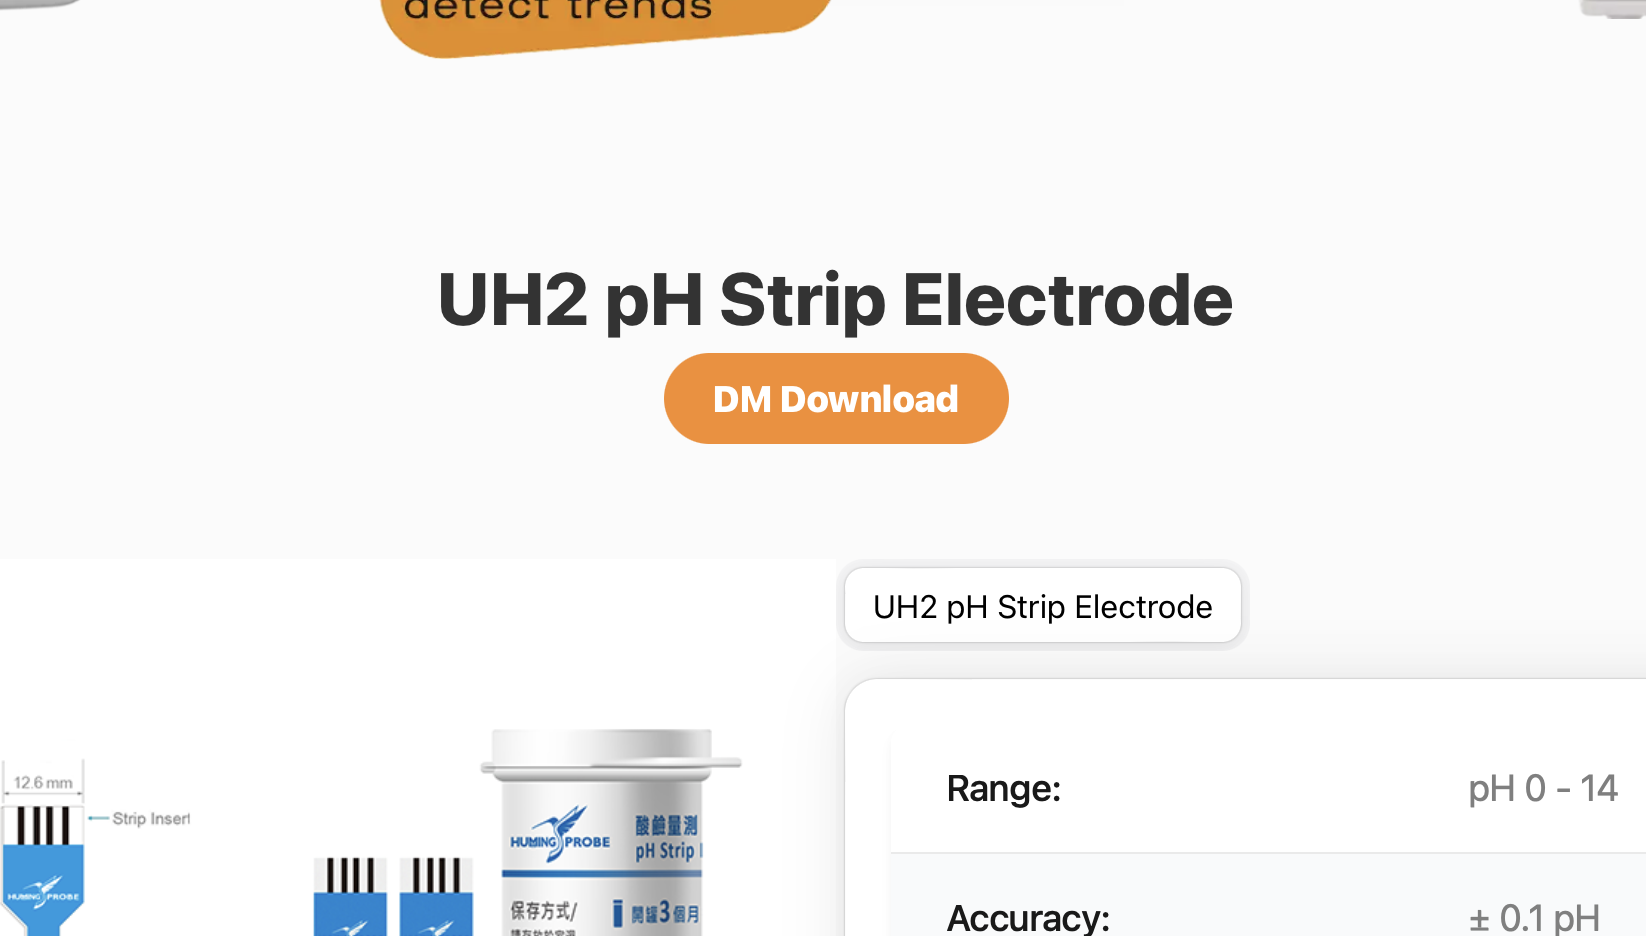 detect trends
UH2 pH Strip Electrode
DM Download
UH2 pH Strip Electrode
Range:
pH 0 - 14
Accuracy:
± 0.1 pH
12.6 mm
Strip Insert
HUMING PROBE
HUMING PROBE
酸鹼量測
pH Strip
保存方式/
開罐3個月